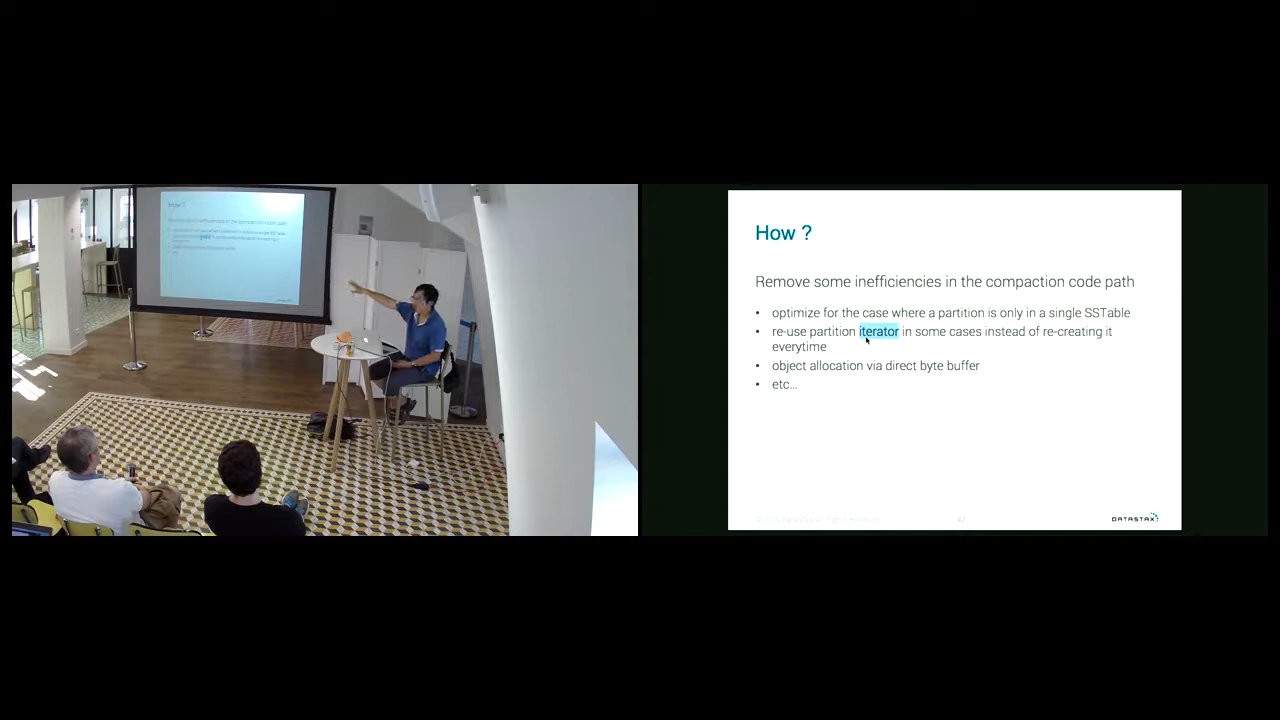 How ?
Remove some inefficiencies in the compaction code path
• optimize for the case where a partition is only in a single SSTable
• re-use partition iterator in some cases instead of re-creating it
everytime
• object allocation via direct byte buffer
• etc...
42
DATASTAX
How ?